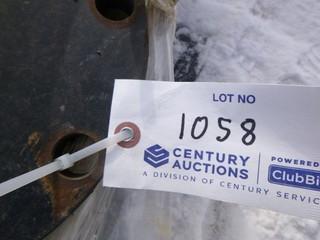 LOT NO
1058
CENTURY
AUCTIONS
POWERED
ClubBi
A DIVISION OF CENTURY SERVIC